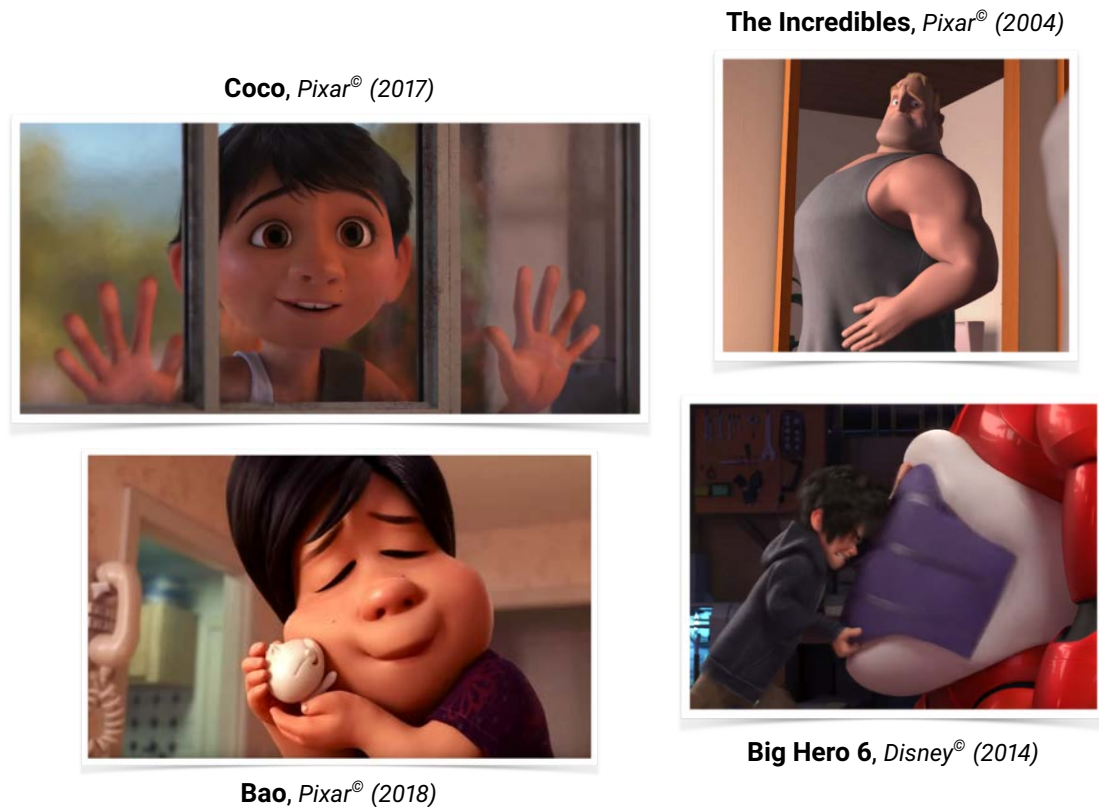 The Incredibles, Pixar© (2004)
Coco, Pixar© (2017)
Big Hero 6, Disney© (2014)
Bao, Pixar© (2018)